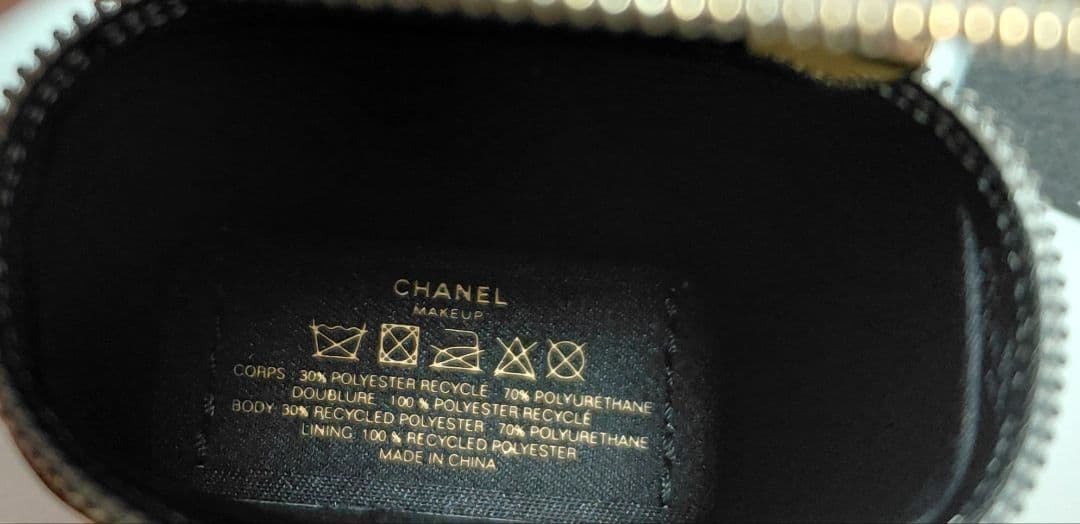 CHANEL
MAKEUP
CORPS : 30% POLYESTER RECYCLE 70% POLYURETHANE
DOUBLURE 100 % POLYESTER RECYCLÉ
BODY: 30% RECYCLED POLYESTER 70% POLYURETHANE
LINING: 100 % RECYCLED POLYESTER
MADE IN CHINA